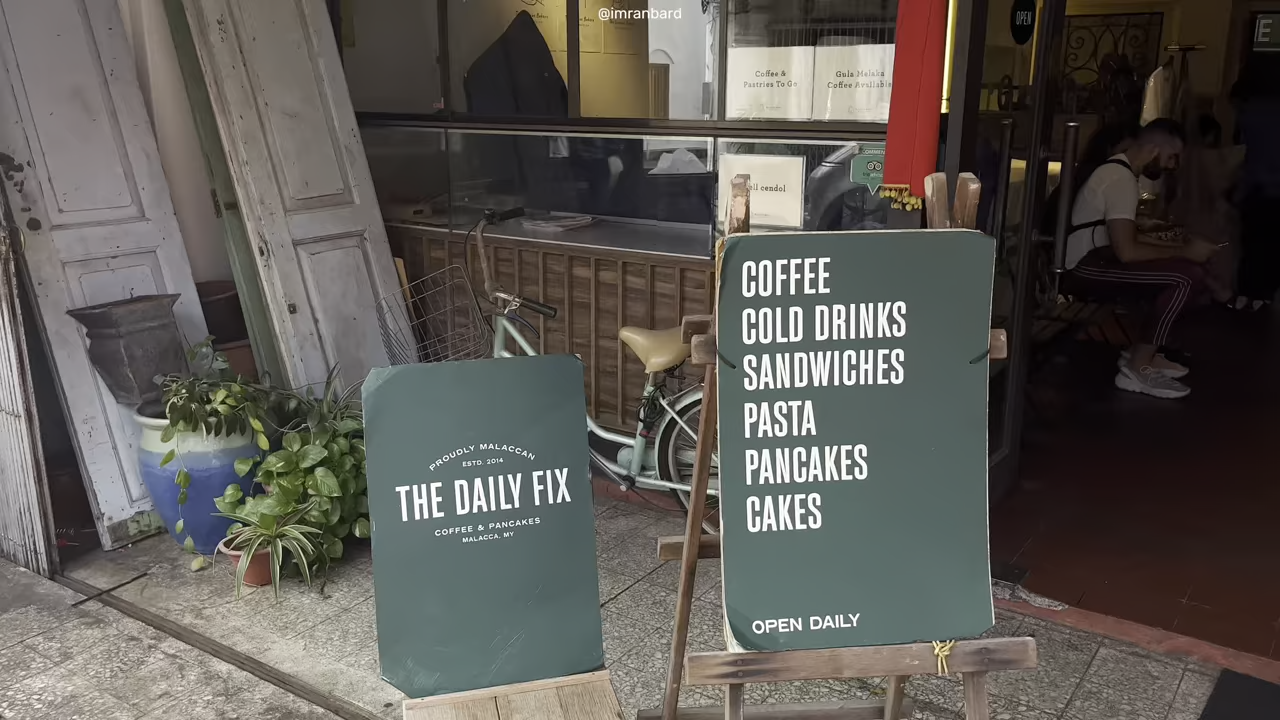 @imranbard
OPEN
E
Coffee &
Pastries To Go
Gula Melaka
Coffee Available
cendol
COFFEE
COLD DRINKS
SANDWICHES
PASTA
PANCAKES
CAKES
OPEN DAILY
PROUDLY MALACCAN
ESTD. 2014
THE DAILY FIX
COFFEE & PANCAKES
MALACCA, MY